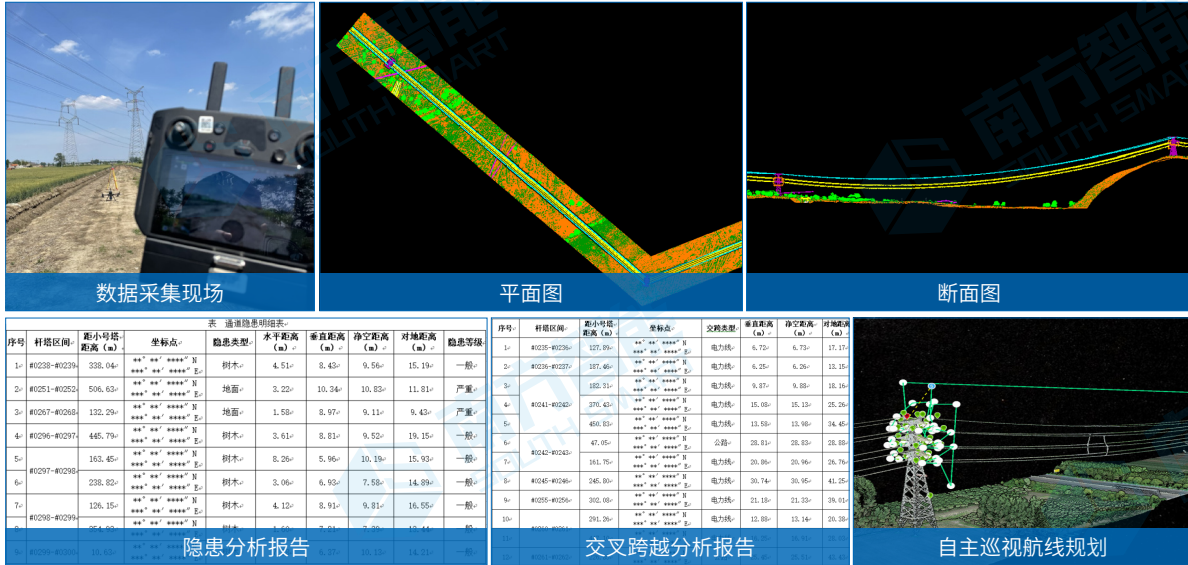 数据采集现场
平面图
断面图
表 通道隐患明细表
序号 杆塔区间 距小号塔距离（m） 坐标点 隐患类型 水平距离（m） 垂直距离（m） 净空距离（m） 对地距离（m） 隐患等级
1 #0238-#0239 338.04 **° **′ ****″ N ***° **′ ****″ E 树木 4.51 8.43 9.56 15.19 一般
2 #0251-#0252 506.63 **° **′ ****″ N ***° **′ ****″ E 地面 3.22 10.34 10.83 11.81 严重
3 #0267-#0268 132.29 **° **′ ****″ N ***° **′ ****″ E 地面 1.58 8.97 9.11 9.43 严重
4 #0296-#0297 445.79 **° **′ ****″ N ***° **′ ****″ E 树木 3.61 8.81 9.52 19.15 一般
5 #0297-#0298 163.45 **° **′ ****″ N ***° **′ ****″ E 树木 8.26 5.96 10.19 15.93 一般
6 238.82 **° **′ ****″ N ***° **′ ****″ E 树木 3.06 6.93 7.58 14.89 一般
7 #0298-#0299 126.15 **° **′ ****″ N ***° **′ ****″ E 树木 4.12 8.91 9.81 16.55 一般
隐患分析报告
序号 杆塔区间 距小号塔距离（m） 坐标点 交跨类型 垂直距离（m） 净空距离（m） 对地距离（m）
1 #0235-#0236 127.89 **° **′ ****″ N ***° **′ ****″ E 电力线 6.72 6.73 17.17
2 #0236-#0237 187.46 **° **′ ****″ N ***° **′ ****″ E 电力线 6.25 6.26 13.15
3 #0241-#0242 182.31 **° **′ ****″ N ***° **′ ****″ E 电力线 9.87 9.88 18.16
4 370.43 **° **′ ****″ N ***° **′ ****″ E 电力线 15.08 15.13 25.26
5 450.83 **° **′ ****″ N ***° **′ ****″ E 电力线 13.58 13.98 34.45
6 #0242-#0243 47.05 **° **′ ****″ N ***° **′ ****″ E 公路 28.81 28.83 28.88
7 161.75 **° **′ ****″ N ***° **′ ****″ E 电力线 20.86 20.96 26.76
8 #0245-#0246 245.80 **° **′ ****″ N ***° **′ ****″ E 电力线 30.74 30.95 41.25
9 #0255-#0256 302.08 **° **′ ****″ N ***° **′ ****″ E 电力线 21.18 21.33 39.01
10 291.26 **° **′ ****″ N ***° **′ ****″ E 电力线 12.88 13.14 20.38
交叉跨越分析报告
自主巡视航线规划
南方智能
SOUTH SMART